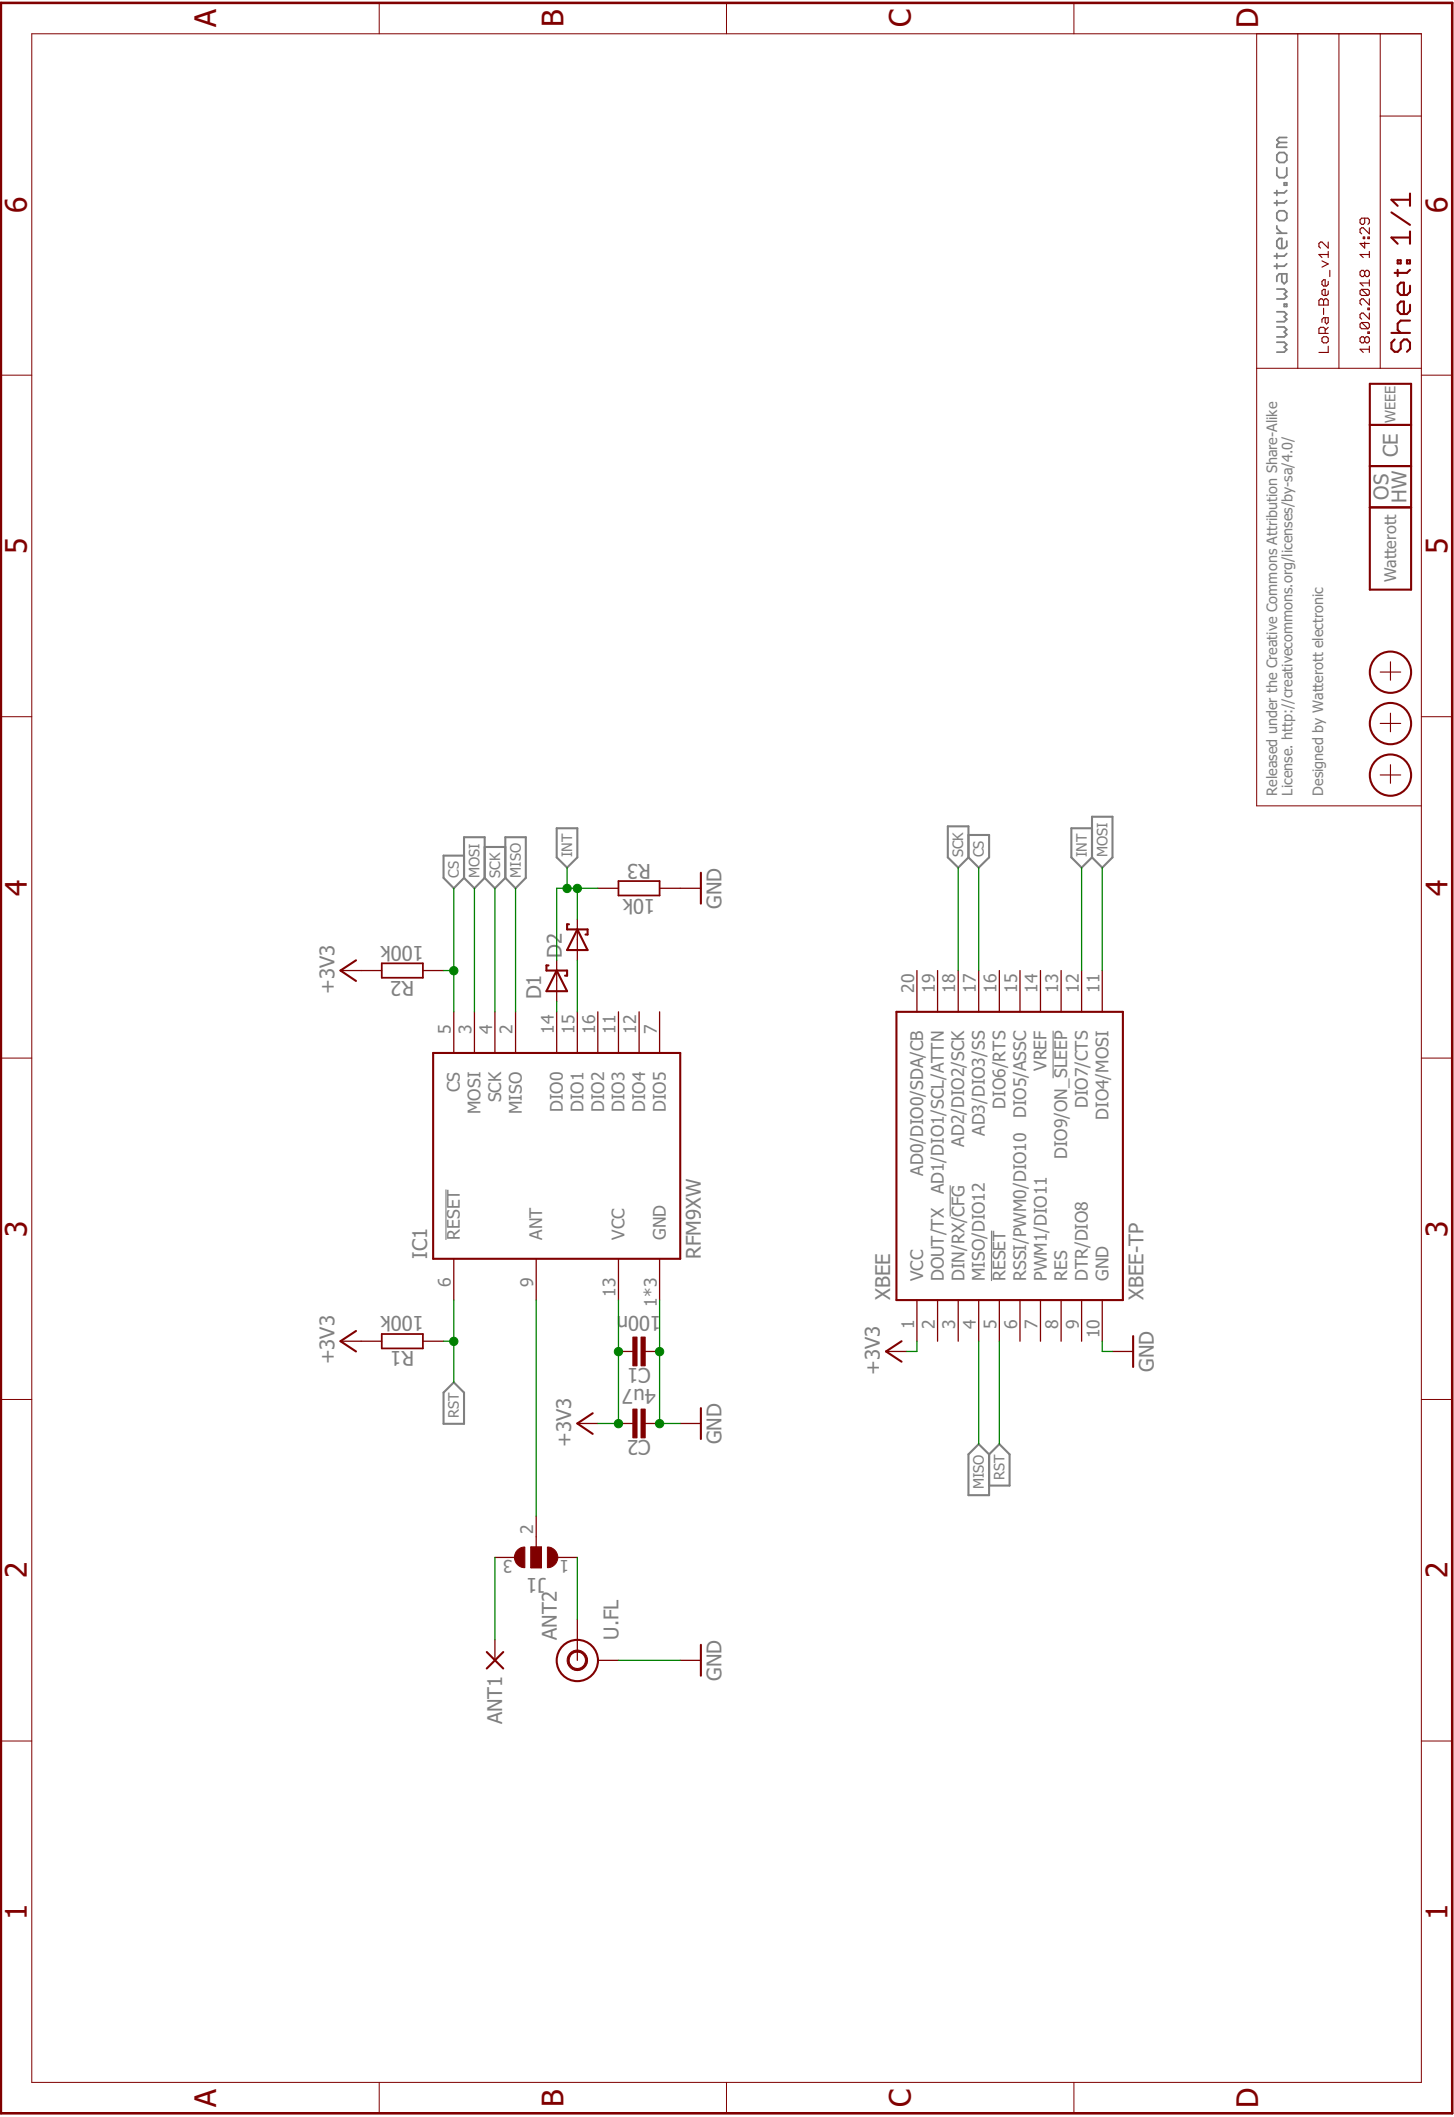 1
2
3
4
5
6
A
B
C
D
A
B
C
D
1
2
3
4
5
6
+3V3
R1
100k
RST
6
IC1
RESET
ANT
VCC
GND
RFM9XW
9
13
1*3
CS
MOSI
SCK
MISO
DIO0
DIO1
DIO2
DIO3
DIO4
DIO5
5
3
4
2
14
15
16
11
12
7
+3V3
R2
100k
CS
MOSI
SCK
MISO
D1
D2
INT
R3
10k
GND
ANT1
ANT2
U.FL
GND
J1
3
2
1
+3V3
C2
4u7
C1
100n
GND
XBEE
XBEE-TP
+3V3
1
2
3
4
5
6
7
8
9
10
GND
MISO
RST
VCC
DOUT/TX
DIN/RX/CFG
MISO/DIO12
RESET
RSSI/PWM0/DIO10
PWM1/DIO11
RES
DTR/DIO8
GND
AD0/DIO0/SDA/CB
AD1/DIO1/SCL/ATTN
AD2/DIO2/SCK
AD3/DIO3/SS
DIO6/RTS
DIO5/ASSC
VREF
DIO9/ON_SLEEP
DIO7/CTS
DIO4/MOSI
20
19
18
17
16
15
14
13
12
11
SCK
CS
INT
MOSI
Released under the Creative Commons Attribution Share-Alike
License. http://creativecommons.org/licenses/by-sa/4.0/
Designed by Watterott electronic
Watterott
OS
HW
CE
WEEE
www.watterott.com
LoRa-Bee_v12
18.02.2018 14:29
Sheet: 1/1